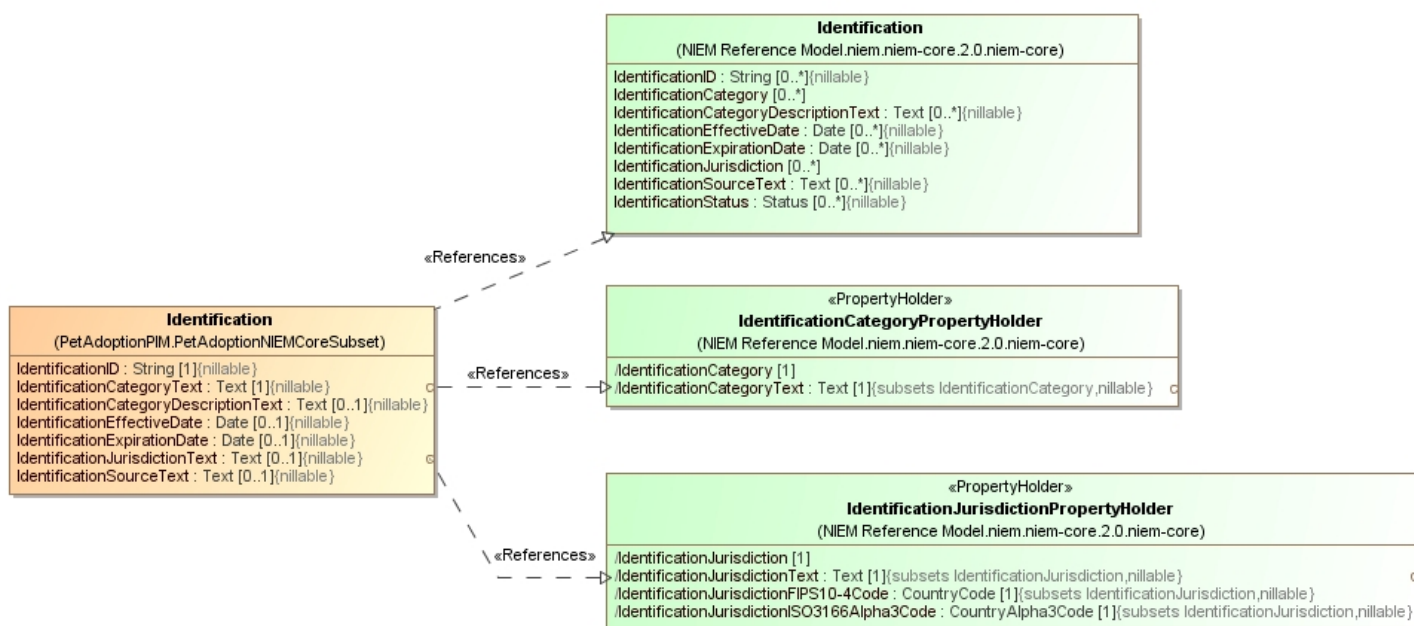 Identification
(NIEM Reference Model.niem.niem-core.2.0.niem-core)
IdentificationID : String [0..*]{nillable}
IdentificationCategory [0..*]
IdentificationCategoryDescriptionText : Text [0..*]{nillable}
IdentificationEffectiveDate : Date [0..*]{nillable}
IdentificationExpirationDate : Date [0..*]{nillable}
IdentificationJurisdiction [0..*]
IdentificationSourceText : Text [0..*]{nillable}
IdentificationStatus : Status [0..*]{nillable}
«References»
Identification
(PetAdoptionPIM.PetAdoptionNIEMCoreSubset)
IdentificationID : String [1]{nillable}
IdentificationCategoryText : Text [1]{nillable}
IdentificationCategoryDescriptionText : Text [0..1]{nillable}
IdentificationEffectiveDate : Date [0..1]{nillable}
IdentificationExpirationDate : Date [0..1]{nillable}
IdentificationJurisdictionText : Text [0..1]{nillable}
IdentificationSourceText : Text [0..1]{nillable}
«References»
«PropertyHolder»
IdentificationCategoryPropertyHolder
(NIEM Reference Model.niem.niem-core.2.0.niem-core)
/IdentificationCategory [1]
/IdentificationCategoryText : Text [1]{subsets IdentificationCategory,nillable}
«References»
«PropertyHolder»
IdentificationJurisdictionPropertyHolder
(NIEM Reference Model.niem.niem-core.2.0.niem-core)
/IdentificationJurisdiction [1]
/IdentificationJurisdictionText : Text [1]{subsets IdentificationJurisdiction,nillable}
/IdentificationJurisdictionFIPS10-4Code : CountryCode [1]{subsets IdentificationJurisdiction,nillable}
/IdentificationJurisdictionISO3166Alpha3Code : CountryAlpha3Code [1]{subsets IdentificationJurisdiction,nillable}